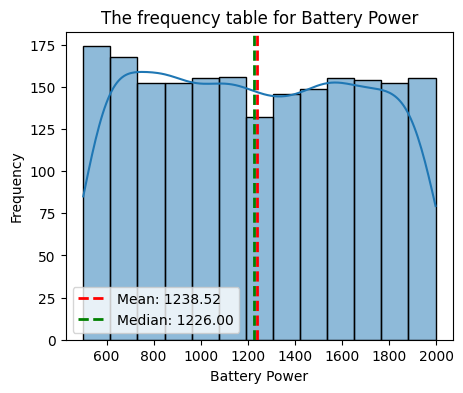 The frequency table for Battery Power
175
150
125
100
75
50
25
0
Frequency
Mean: 1238.52
Median: 1226.00
600 800 1000 1200 1400 1600 1800 2000
Battery Power